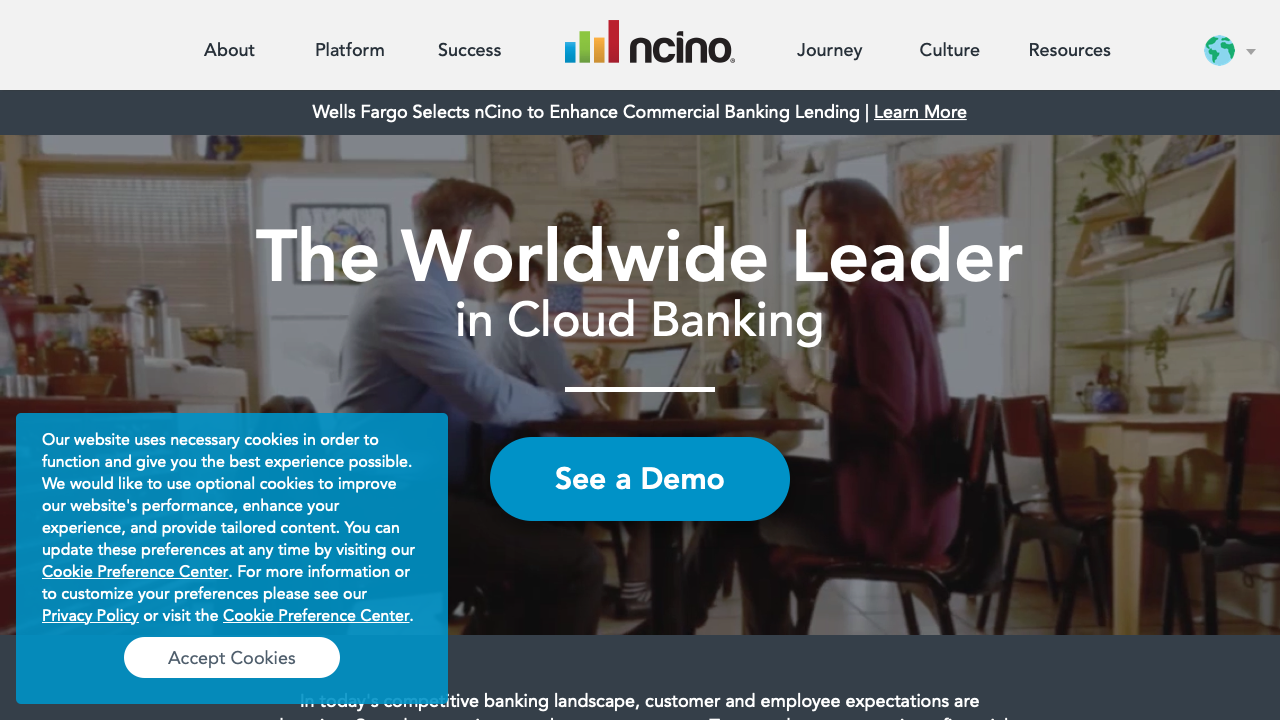 About
Platform
Success
ncino
Journey
Culture
Resources
Wells Fargo Selects nCino to Enhance Commercial Banking Lending | Learn More
The Worldwide Leader
in Cloud Banking
See a Demo
Our website uses necessary cookies in order to
function and give you the best experience possible.
We would like to use optional cookies to improve
our website's performance, enhance your
experience, and provide tailored content. You can
update these preferences at any time by visiting our
Cookie Preference Center. For more information or
to customize your preferences please see our
Privacy Policy or visit the Cookie Preference Center.
Accept Cookies
In today's competitive banking landscape, customer and employee expectations are